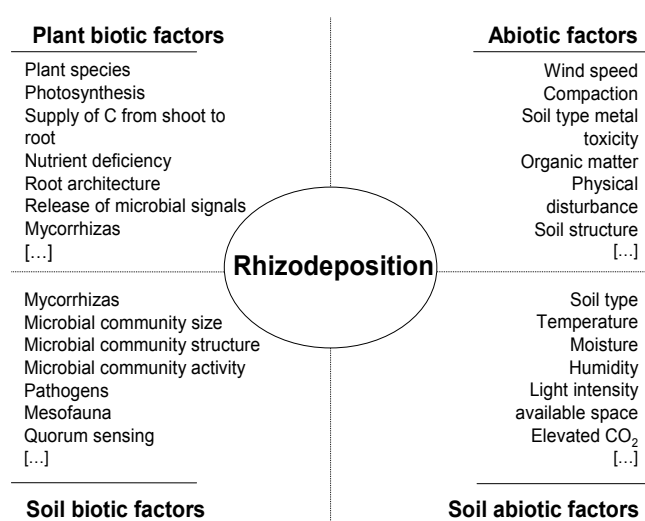 Plant biotic factors
Plant species
Photosynthesis
Supply of C from shoot to
root
Nutrient deficiency
Root architecture
Release of microbial signals
Mycorrhizas
[…]
Abiotic factors
Wind speed
Compaction
Soil type metal
toxicity
Organic matter
Physical
disturbance
Soil structure
[…]
Rhizodeposition
Mycorrhizas
Microbial community size
Microbial community structure
Microbial community activity
Pathogens
Mesofauna
Quorum sensing
[…]
Soil biotic factors
Soil type
Temperature
Moisture
Humidity
Light intensity
available space
Elevated CO₂
[…]
Soil abiotic factors